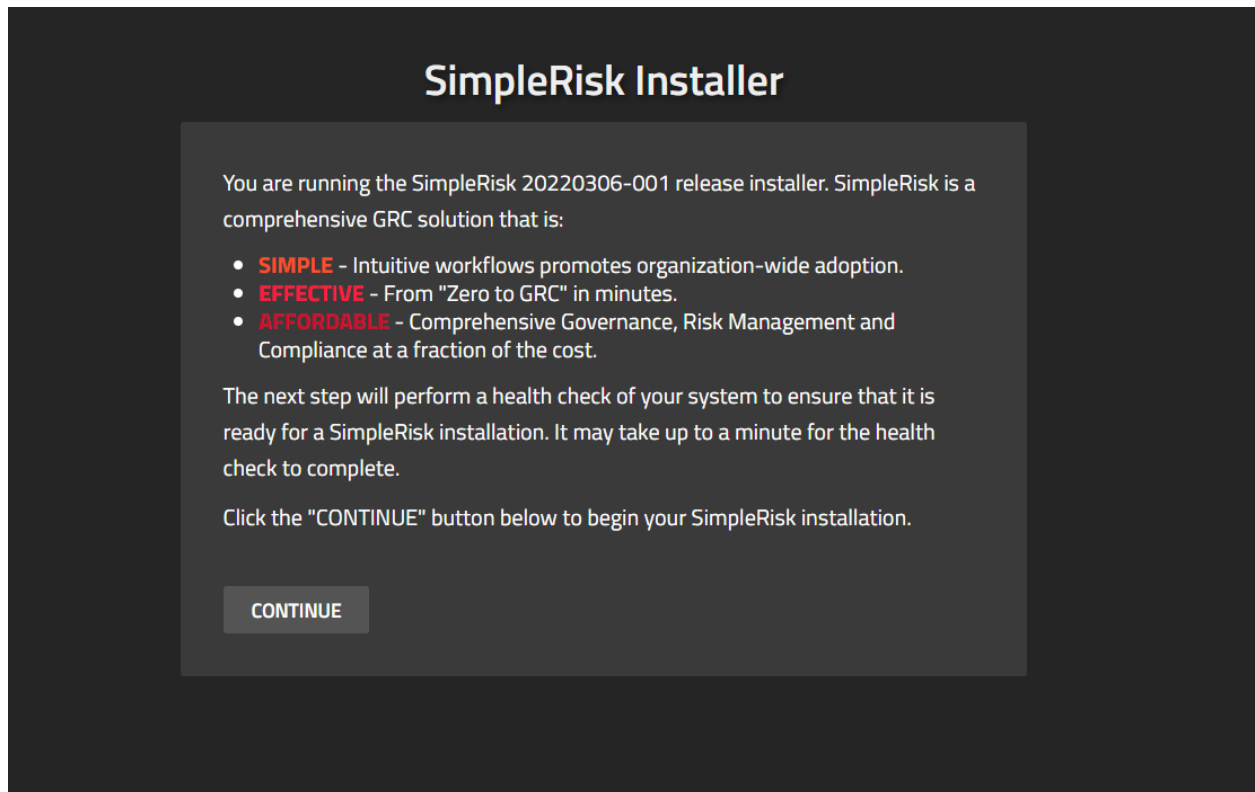 SimpleRisk Installer
You are running the SimpleRisk 20220306-001 release installer. SimpleRisk is a
comprehensive GRC solution that is:
• SIMPLE - Intuitive workflows promotes organization-wide adoption.
• EFFECTIVE - From "Zero to GRC" in minutes.
• AFFORDABLE - Comprehensive Governance, Risk Management and
Compliance at a fraction of the cost.
The next step will perform a health check of your system to ensure that it is
ready for a SimpleRisk installation. It may take up to a minute for the health
check to complete.
Click the "CONTINUE" button below to begin your SimpleRisk installation.
CONTINUE